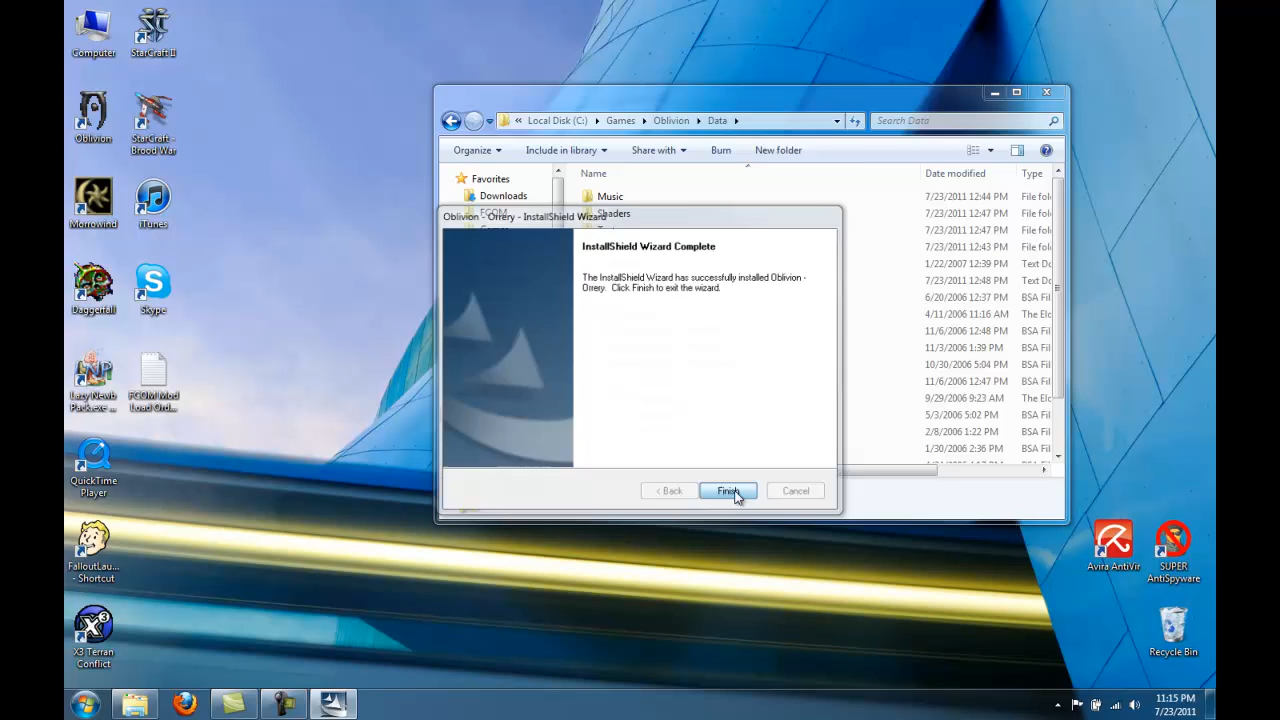 Computer
StarCraft II
Oblivion
StarCraft -
Brood War
Morrowind
iTunes
Daggerfall
Skype
Lazy Newb
Pack.exe ...
FCOM Mod
Load Ord...
QuickTime
Player
FalloutLau...
- Shortcut
X3 Terran
Conflict
« Local Disk (C:) Games Oblivion Data
Search Data
Organize Include in library Share with Burn New folder
Favorites
Downloads
FCOM
Name Date modified Type
Music 7/23/2011 12:44 PM File fol
Shaders 7/23/2011 12:47 PM File fol
7/23/2011 12:47 PM File fol
7/23/2011 12:43 PM File fol
1/22/2007 12:39 PM Text Do
7/23/2011 12:48 PM Text Do
6/20/2006 12:37 PM BSA Fil
4/11/2006 11:16 AM The Eld
11/6/2006 12:48 PM BSA Fil
11/3/2006 1:39 PM BSA Fil
10/30/2006 5:04 PM BSA Fil
11/6/2006 12:47 PM BSA Fil
9/29/2006 9:23 AM The Eld
5/3/2006 5:02 PM BSA Fil
2/8/2006 1:22 PM BSA Fil
1/30/2006 2:36 PM BSA Fil
Oblivion - Orrery - InstallShield Wizard
InstallShield Wizard Complete
The InstallShield Wizard has successfully installed Oblivion -
Orrery. Click Finish to exit the wizard.
< Back Finish Cancel
Avira AntiVir
SUPER
AntiSpyware
Recycle Bin
11:15 PM
7/23/2011